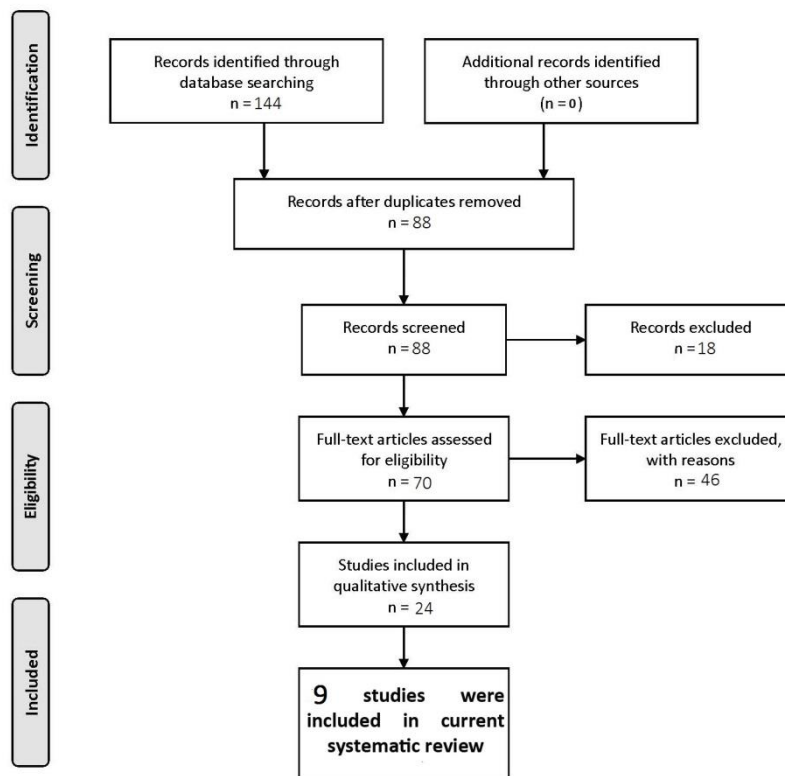 Identification
Records identified through
database searching
n = 144
Additional records identified
through other sources
(n = 0)
Records after duplicates removed
n = 88
Screening
Records screened
n = 88
Records excluded
n = 18
Eligibility
Full-text articles assessed
for eligibility
n = 70
Full-text articles excluded,
with reasons
n = 46
Studies included in
qualitative synthesis
n = 24
Included
9 studies were
included in current
systematic review